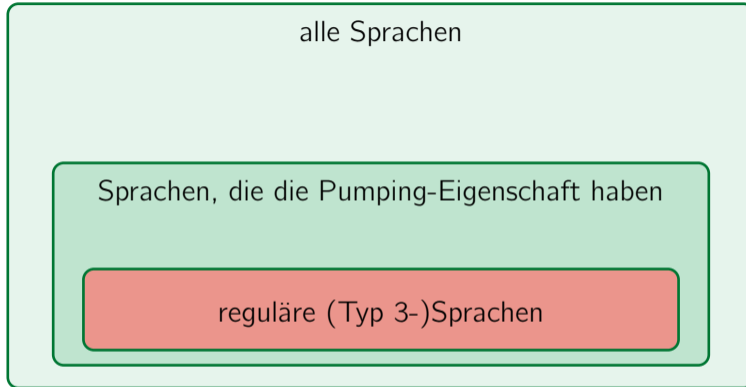 alle Sprachen
Sprachen, die die Pumping-Eigenschaft haben
reguläre (Typ 3-)Sprachen